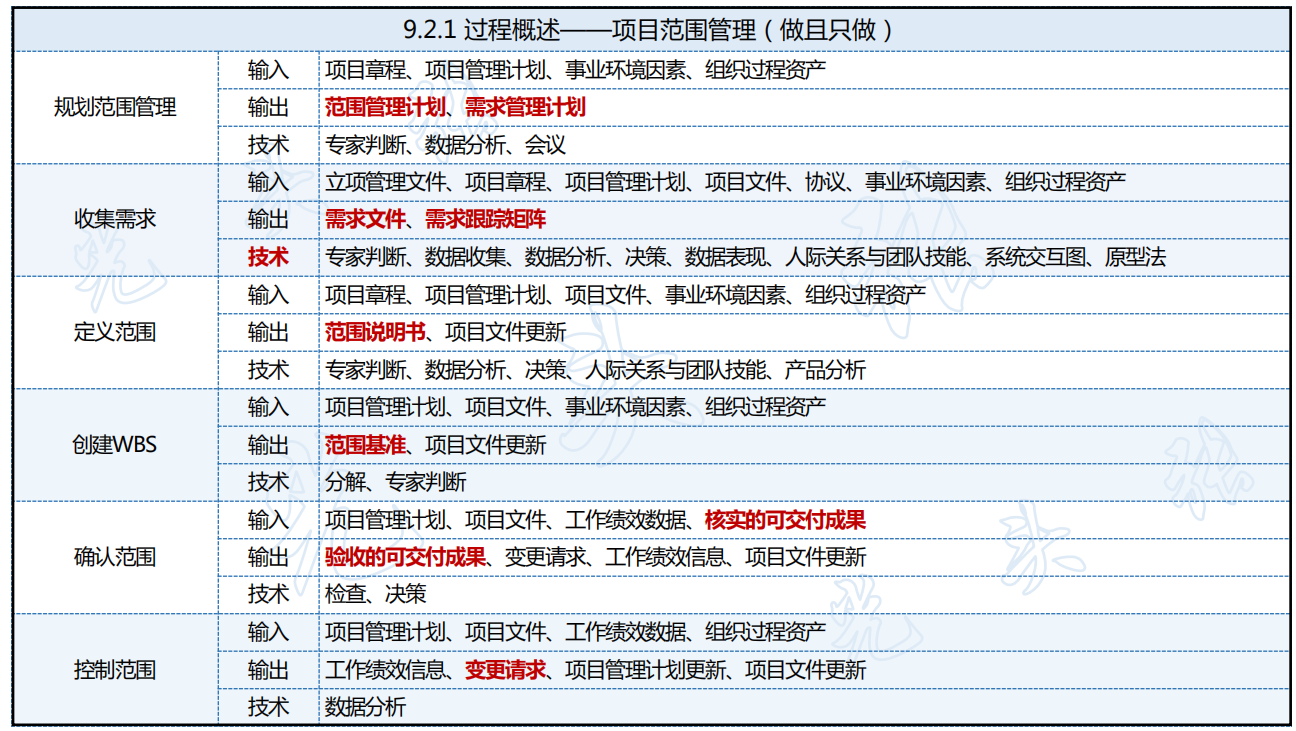 9.2.1 过程概述——项目范围管理（做且只做）
规划范围管理
输入 项目章程、项目管理计划、事业环境因素、组织过程资产
输出 范围管理计划、需求管理计划
技术 专家判断、数据分析、会议
收集需求
输入 立项管理文件、项目章程、项目管理计划、项目文件、协议、事业环境因素、组织过程资产
输出 需求文件、需求跟踪矩阵
技术 专家判断、数据收集、数据分析、决策、数据表现、人际关系与团队技能、系统交互图、原型法
定义范围
输入 项目章程、项目管理计划、项目文件、事业环境因素、组织过程资产
输出 范围说明书、项目文件更新
技术 专家判断、数据分析、决策、人际关系与团队技能、产品分析
创建WBS
输入 项目管理计划、项目文件、事业环境因素、组织过程资产
输出 范围基准、项目文件更新
技术 分解、专家判断
确认范围
输入 项目管理计划、项目文件、工作绩效数据、核实的可交付成果
输出 验收的可交付成果、变更请求、工作绩效信息、项目文件更新
技术 检查、决策
控制范围
输入 项目管理计划、项目文件、工作绩效数据、组织过程资产
输出 工作绩效信息、变更请求、项目管理计划更新、项目文件更新
技术 数据分析